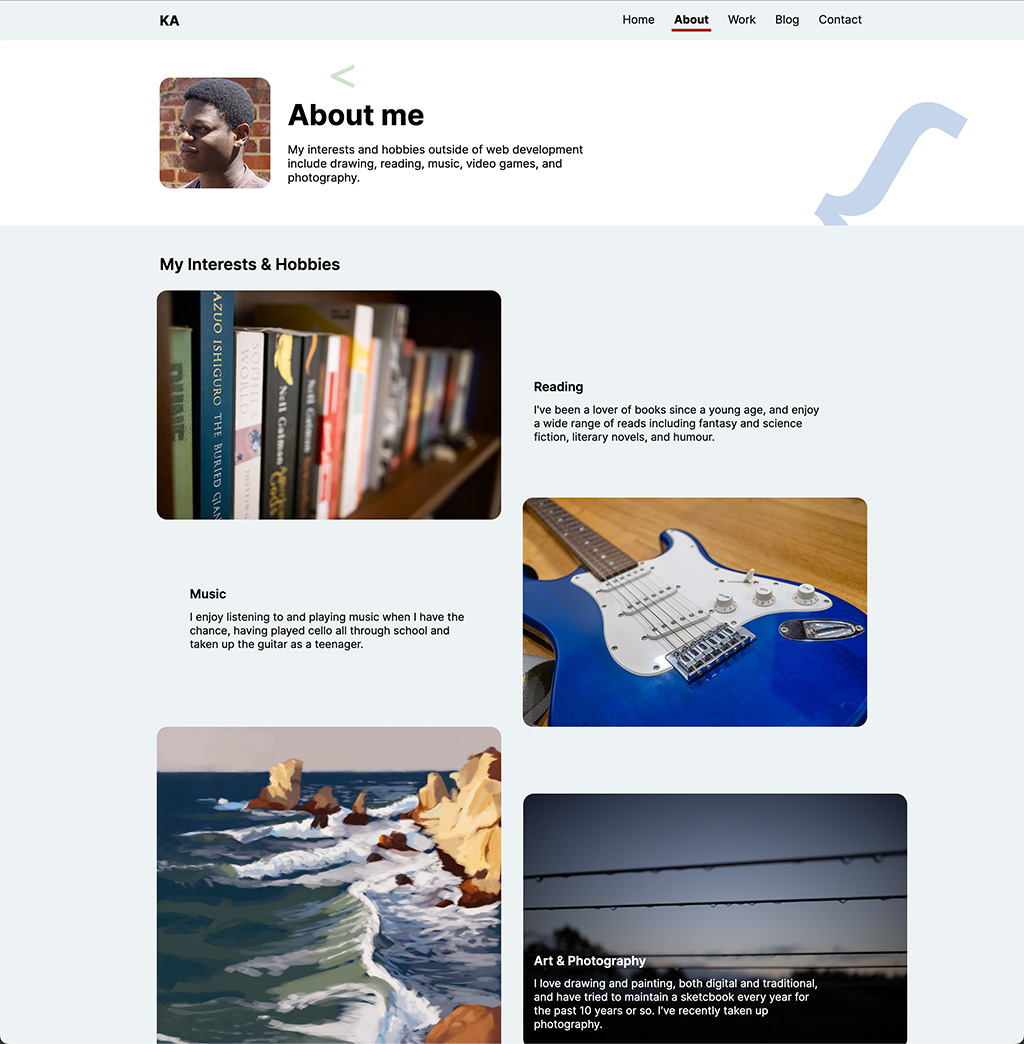 KA
Home About Work Blog Contact
<
About me
My interests and hobbies outside of web development
include drawing, reading, music, video games, and
photography.
My Interests & Hobbies
AZUO ISHIGURO THE BURIED GIAN
SOPHIE'S
WORLD
Neil Gaiman
Neil Gaiman
Reading
I've been a lover of books since a young age, and enjoy
a wide range of reads including fantasy and science
fiction, literary novels, and humour.
Music
I enjoy listening to and playing music when I have the
chance, having played cello all through school and
taken up the guitar as a teenager.
Art & Photography
I love drawing and painting, both digital and traditional,
and have tried to maintain a sketcbook every year for
the past 10 years or so. I've recently taken up
photography.